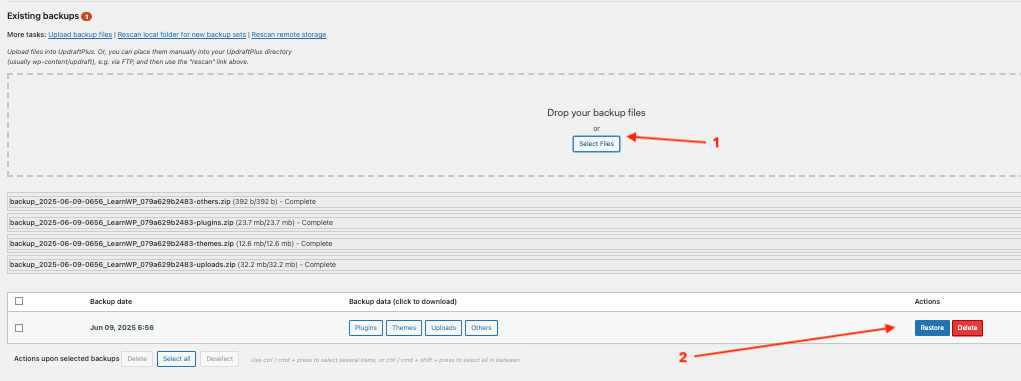 Existing backups 1
More tasks: Upload backup files | Rescan local folder for new backup sets | Rescan remote storage
Upload files into UpdraftPlus. Or, you can place them manually into your UpdraftPlus directory
(usually wp-content/updraft), e.g. via FTP, and then use the "rescan" link above.
Drop your backup files
or
Select Files
1
backup_2025-06-09-0656_LearnWP_079a629b2483-others.zip (392 b/392 b) - Complete
backup_2025-06-09-0656_LearnWP_079a629b2483-plugins.zip (23.7 mb/23.7 mb) - Complete
backup_2025-06-09-0656_LearnWP_079a629b2483-themes.zip (12.6 mb/12.6 mb) - Complete
backup_2025-06-09-0656_LearnWP_079a629b2483-uploads.zip (32.2 mb/32.2 mb) - Complete
Backup date Backup data (click to download) Actions
Jun 09, 2025 6:56 Plugins Themes Uploads Others Restore Delete
2
Actions upon selected backups Delete Select all Deselect Use ctrl / cmd + press to select several items, or ctrl / cmd + shift + press to select all in between